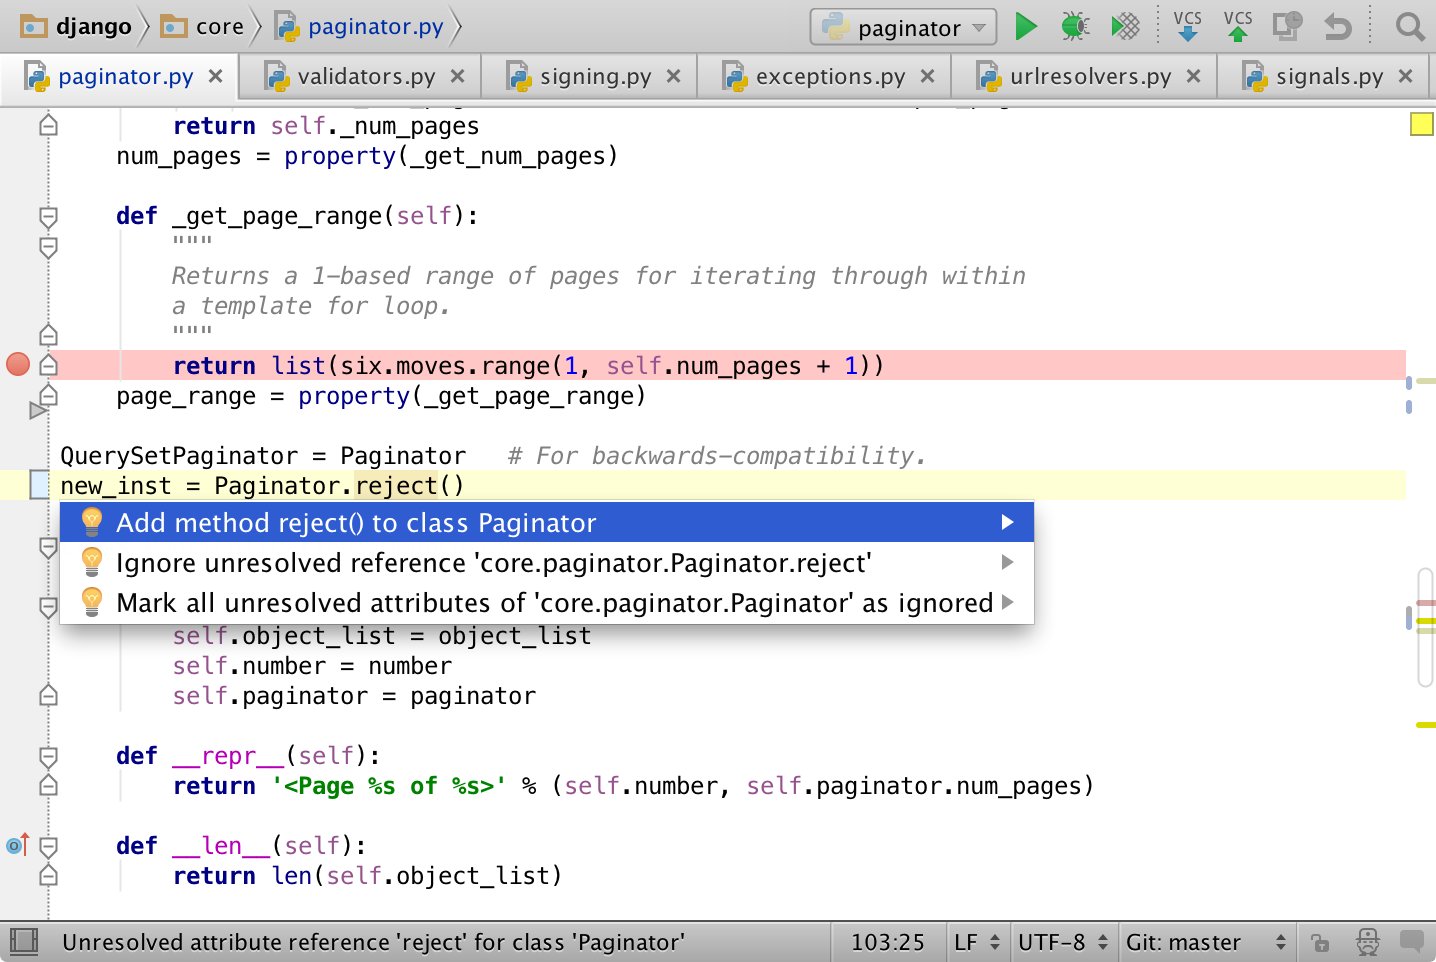 django core paginator.py paginator VCS VCS
paginator.py validators.py signing.py exceptions.py urlresolvers.py signals.py
return self._num_pages
num_pages = property(_get_num_pages)
def _get_page_range(self):
"""
Returns a 1-based range of pages for iterating through within
a template for loop.
"""
return list(six.moves.range(1, self.num_pages + 1))
page_range = property(_get_page_range)
QuerySetPaginator = Paginator   # For backwards-compatibility.
new_inst = Paginator.reject()
Add method reject() to class Paginator
Ignore unresolved reference 'core.paginator.Paginator.reject'
Mark all unresolved attributes of 'core.paginator.Paginator' as ignored
self.object_list = object_list
self.number = number
self.paginator = paginator
def __repr__(self):
return '<Page %s of %s>' % (self.number, self.paginator.num_pages)
def __len__(self):
return len(self.object_list)
Unresolved attribute reference 'reject' for class 'Paginator' 103:25 LF UTF-8 Git: master